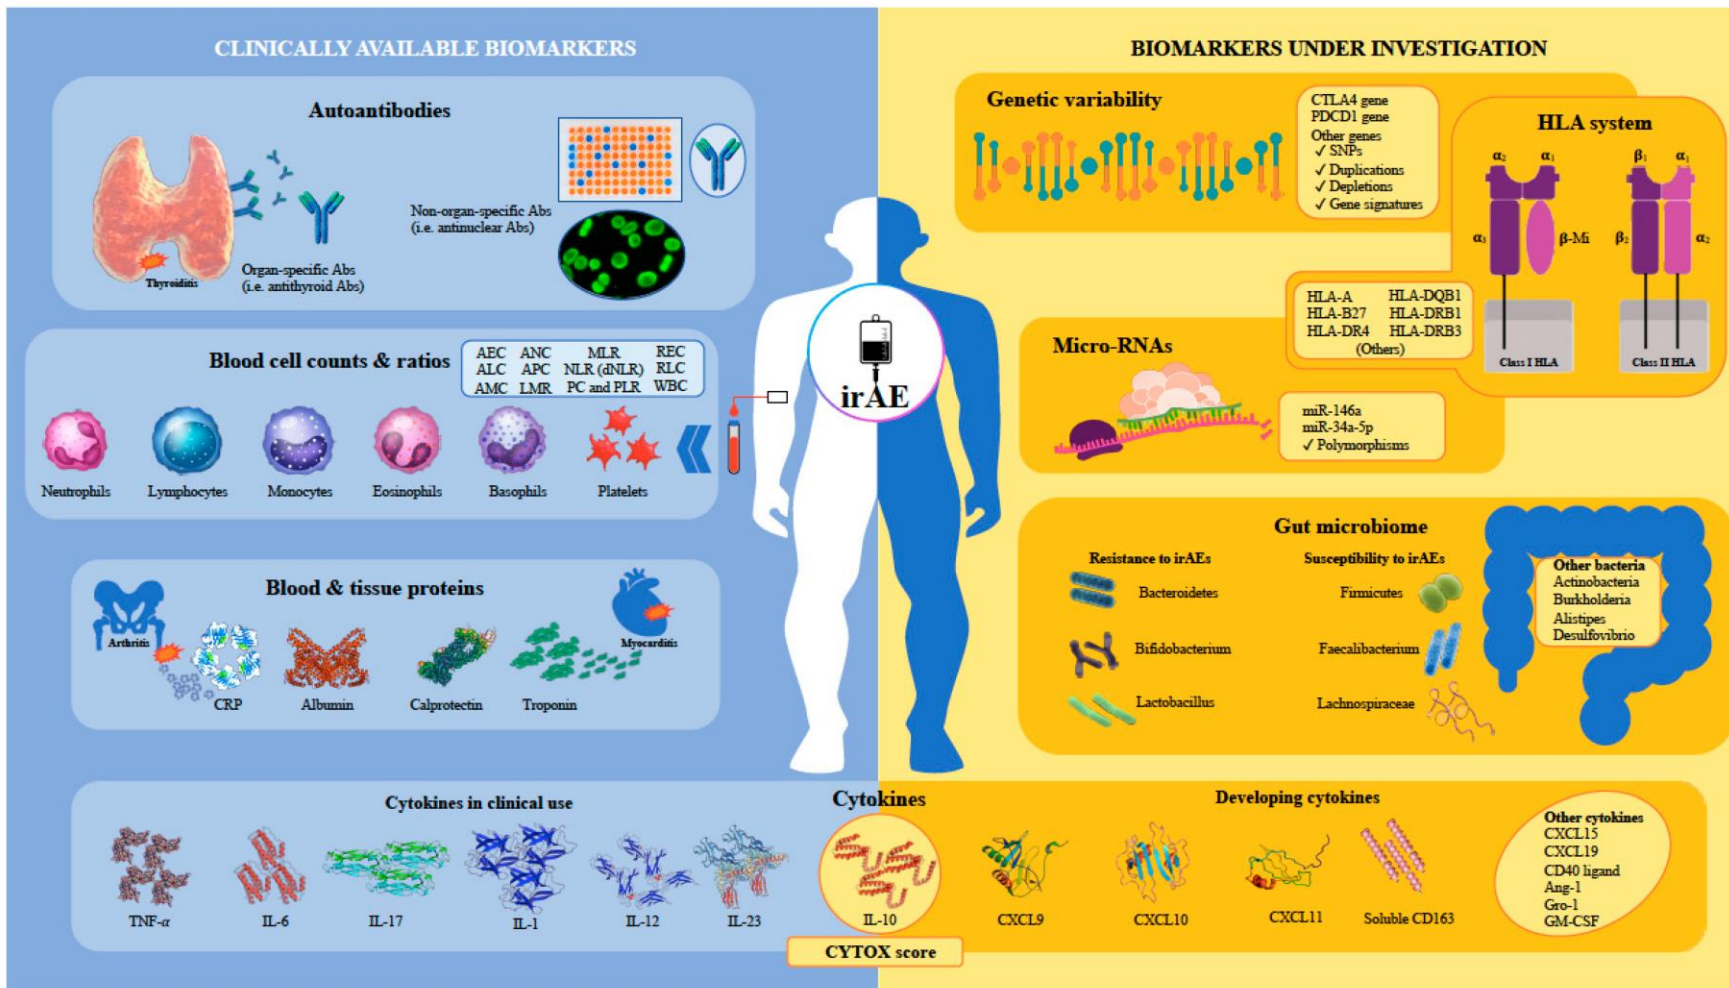 CLINICALLY AVAILABLE BIOMARKERS
Autoantibodies
Non-organ-specific Abs
(i.e. antinuclear Abs)
Organ-specific Abs
(i.e. antithyroid Abs)
Thyroiditis
Blood cell counts & ratios
AEC ANC MLR REC
ALC APC NLR (dNLR) RLC
AMC LMR PC and PLR WBC
Neutrophils Lymphocytes Monocytes Eosinophils Basophils Platelets
Blood & tissue proteins
Arthritis
Myocarditis
CRP Albumin Calprotectin Troponin
irAE
BIOMARKERS UNDER INVESTIGATION
Genetic variability
CTLA4 gene
PDCD1 gene
Other genes
✓ SNPs
✓ Duplications
✓ Depletions
✓ Gene signatures
HLA system
α₂ α₁ β₁ α₁
α₃ β-Mi β₂ α₂
Class I HLA Class II HLA
HLA-A HLA-DQB1
HLA-B27 HLA-DRB1
HLA-DR4 HLA-DRB3
(Others)
Micro-RNAs
miR-146a
miR-34a-5p
✓ Polymorphisms
Gut microbiome
Resistance to irAEs
Bacteroidetes
Bifidobacterium
Lactobacillus
Susceptibility to irAEs
Firmicutes
Faecalibacterium
Lachnospiraceae
Other bacteria
Actinobacteria
Burkholderia
Alistipes
Desulfovibrio
Cytokines
Cytokines in clinical use
TNF-α IL-6 IL-17 IL-1 IL-12 IL-23
IL-10
CYTOX score
Developing cytokines
CXCL9 CXCL10 CXCL11 Soluble CD163
Other cytokines
CXCL15
CXCL19
CD40 ligand
Ang-1
Gro-1
GM-CSF